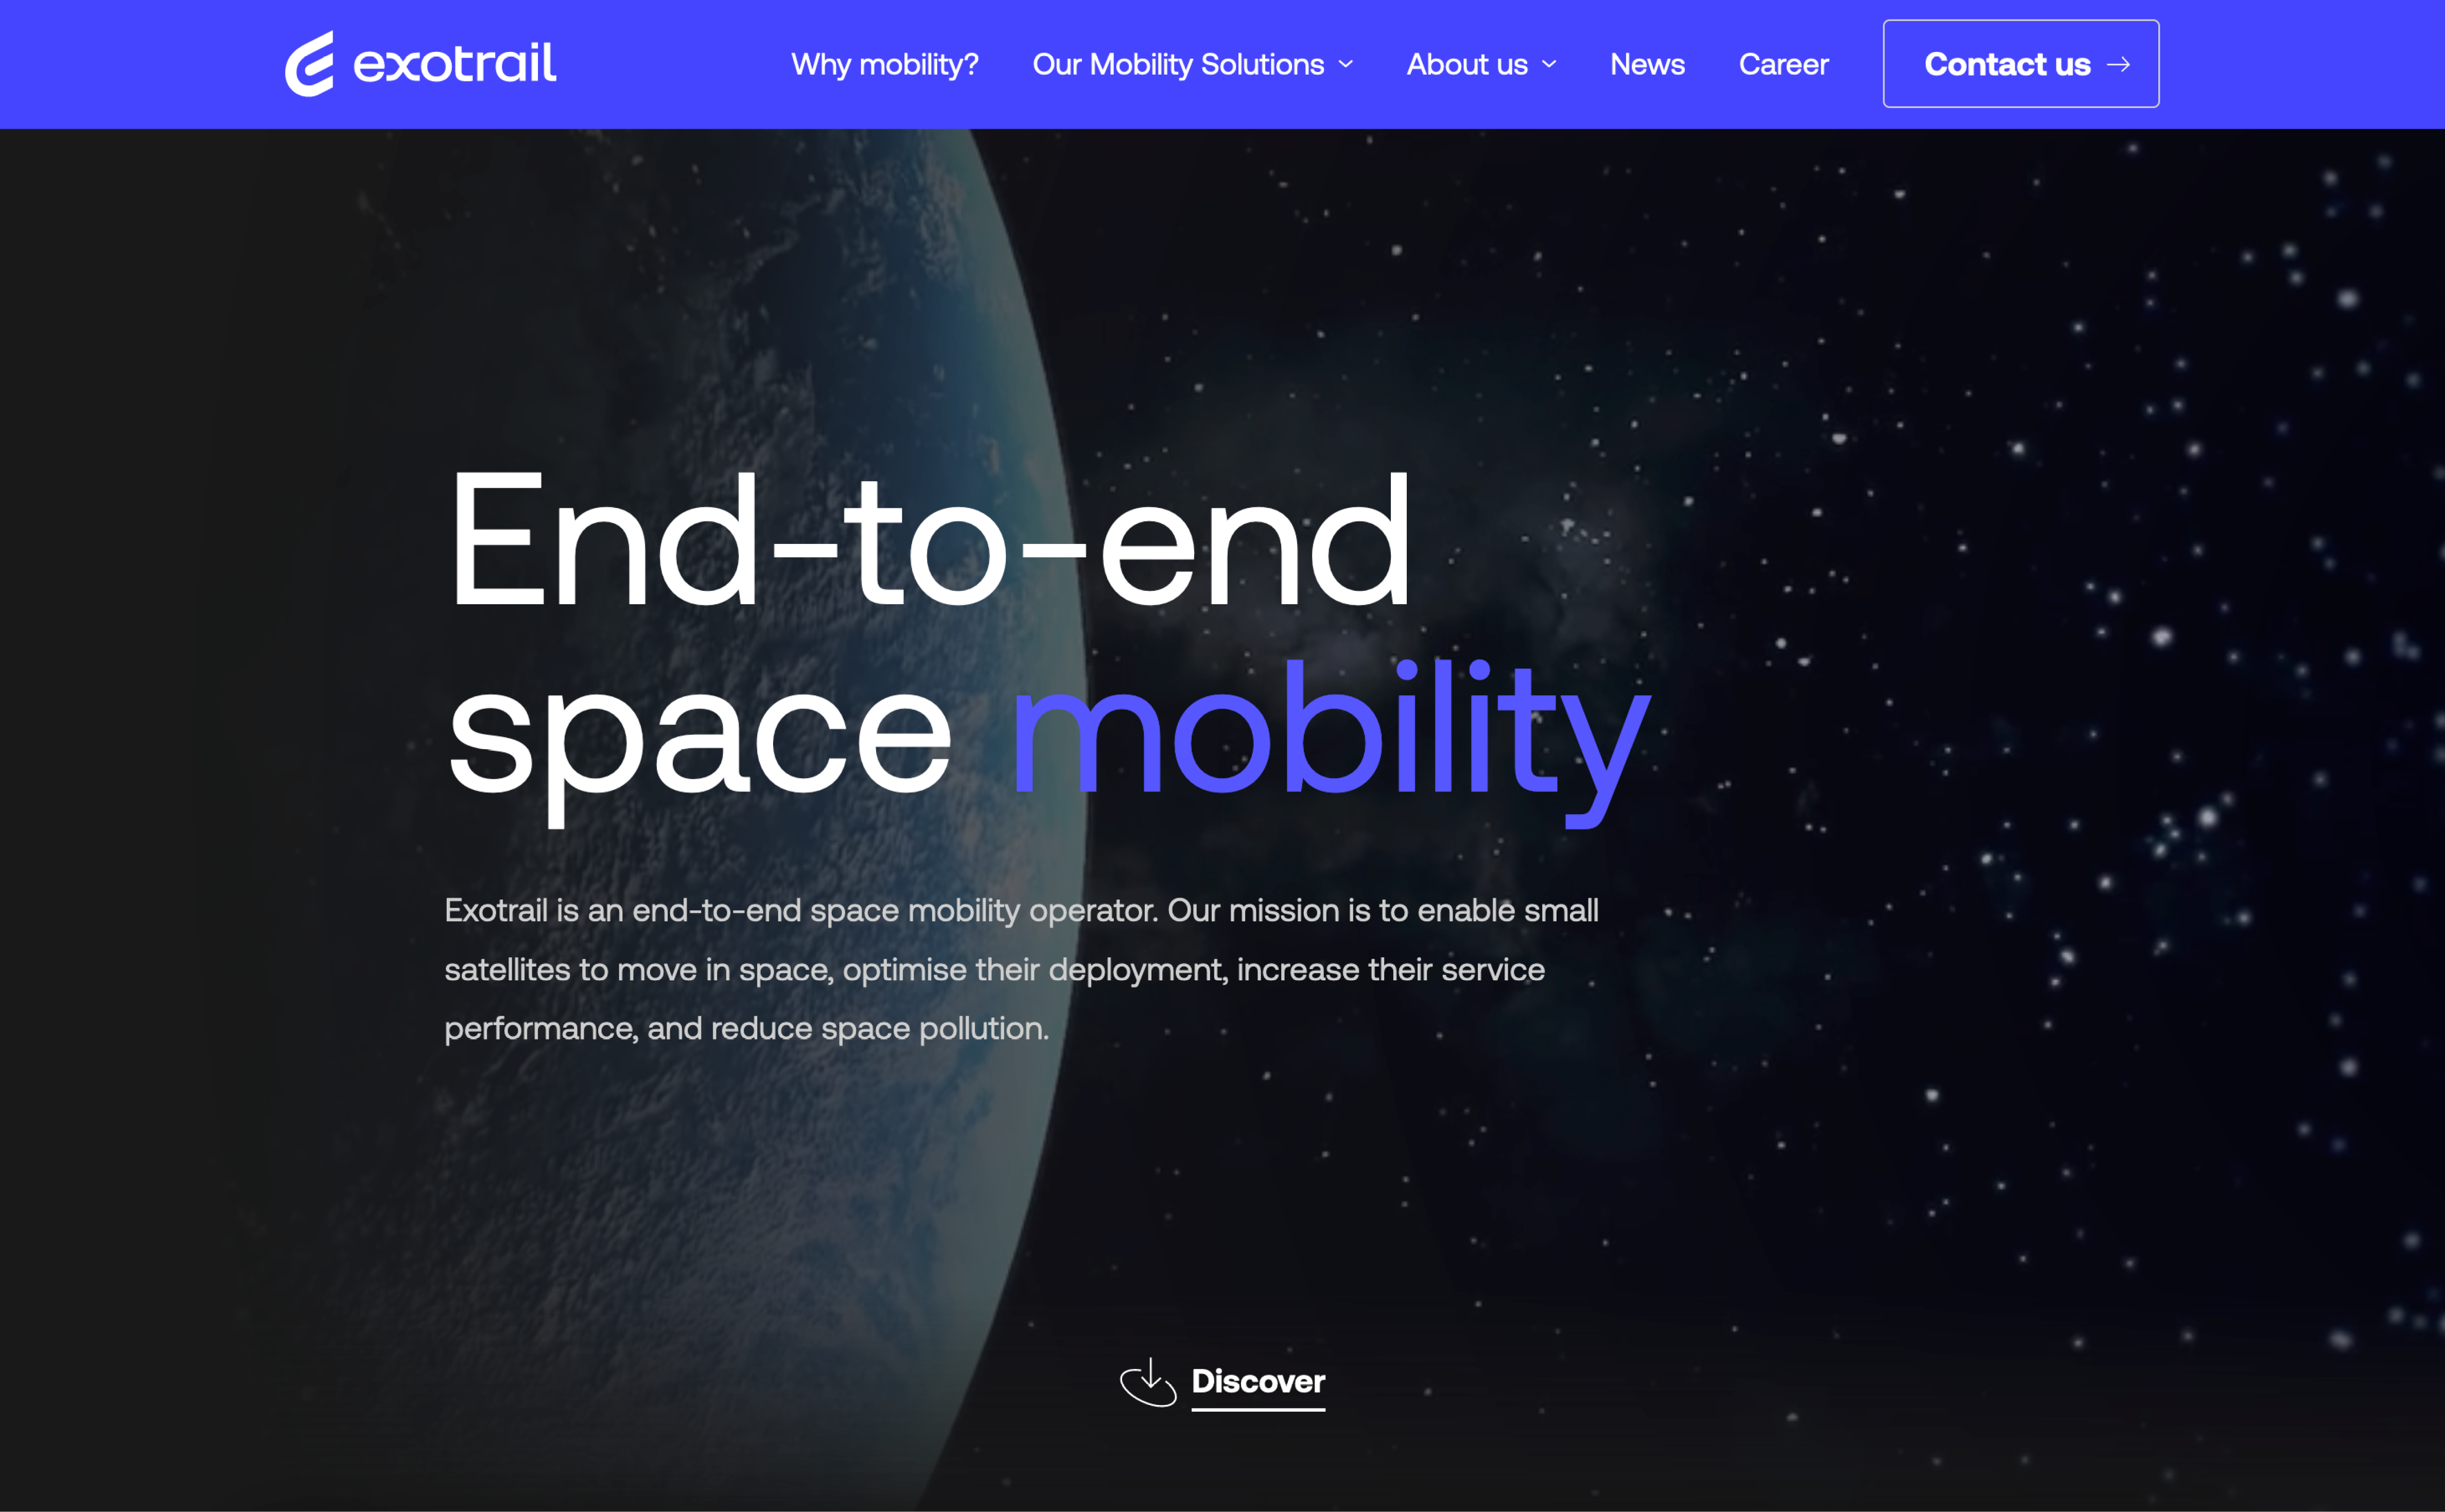 exotrail
Why mobility?
Our Mobility Solutions
About us
News
Career
Contact us
End-to-end
space mobility
Exotrail is an end-to-end space mobility operator. Our mission is to enable small
satellites to move in space, optimise their deployment, increase their service
performance, and reduce space pollution.
Discover